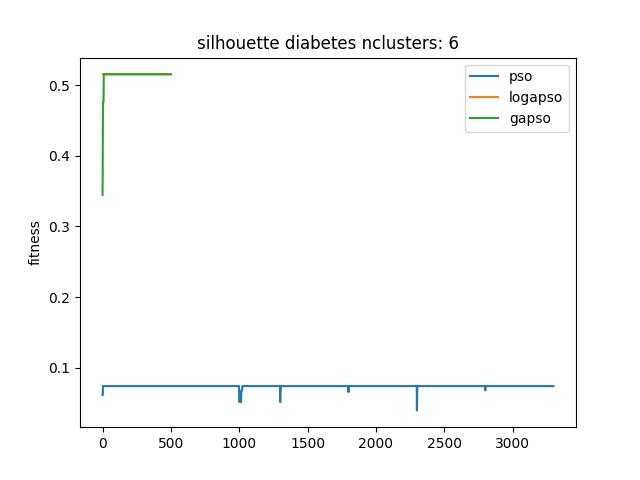 silhouette diabetes nclusters: 6
pso
logapso
gapso
fitness
0.5
0.4
0.3
0.2
0.1
0 500 1000 1500 2000 2500 3000